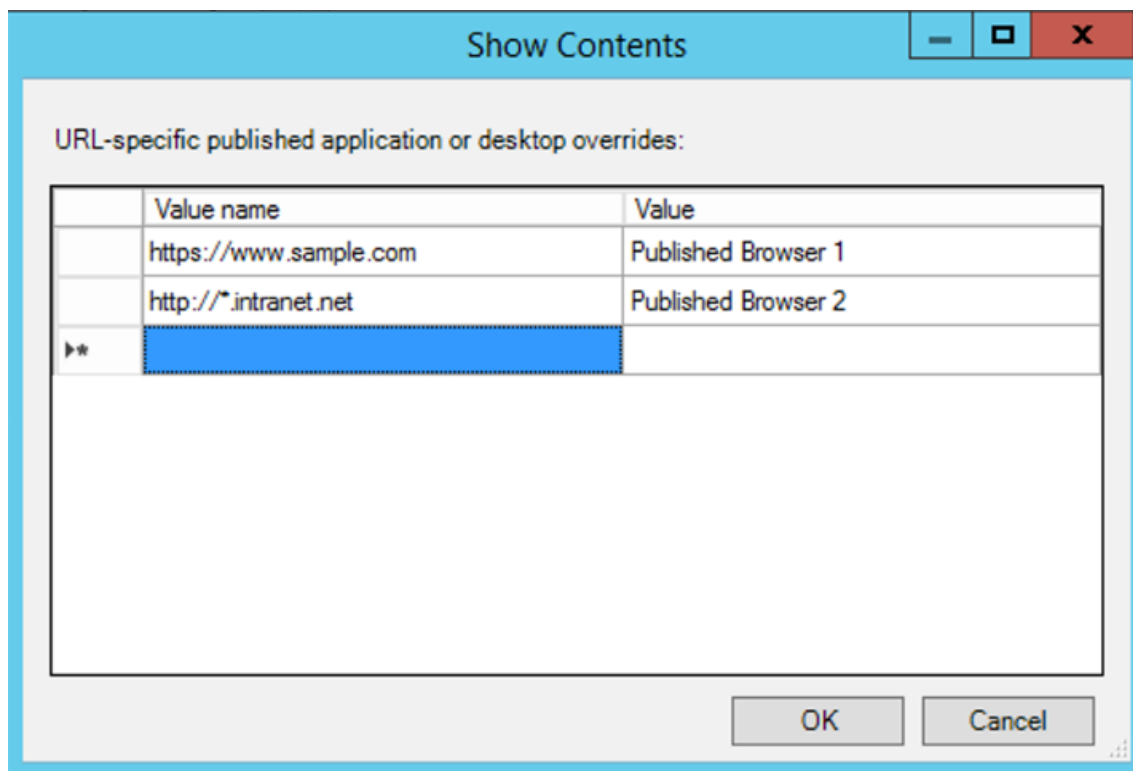 Show Contents
URL-specific published application or desktop overrides:
Value name Value
https://www.sample.com Published Browser 1
http://*.intranet.net Published Browser 2
OK Cancel